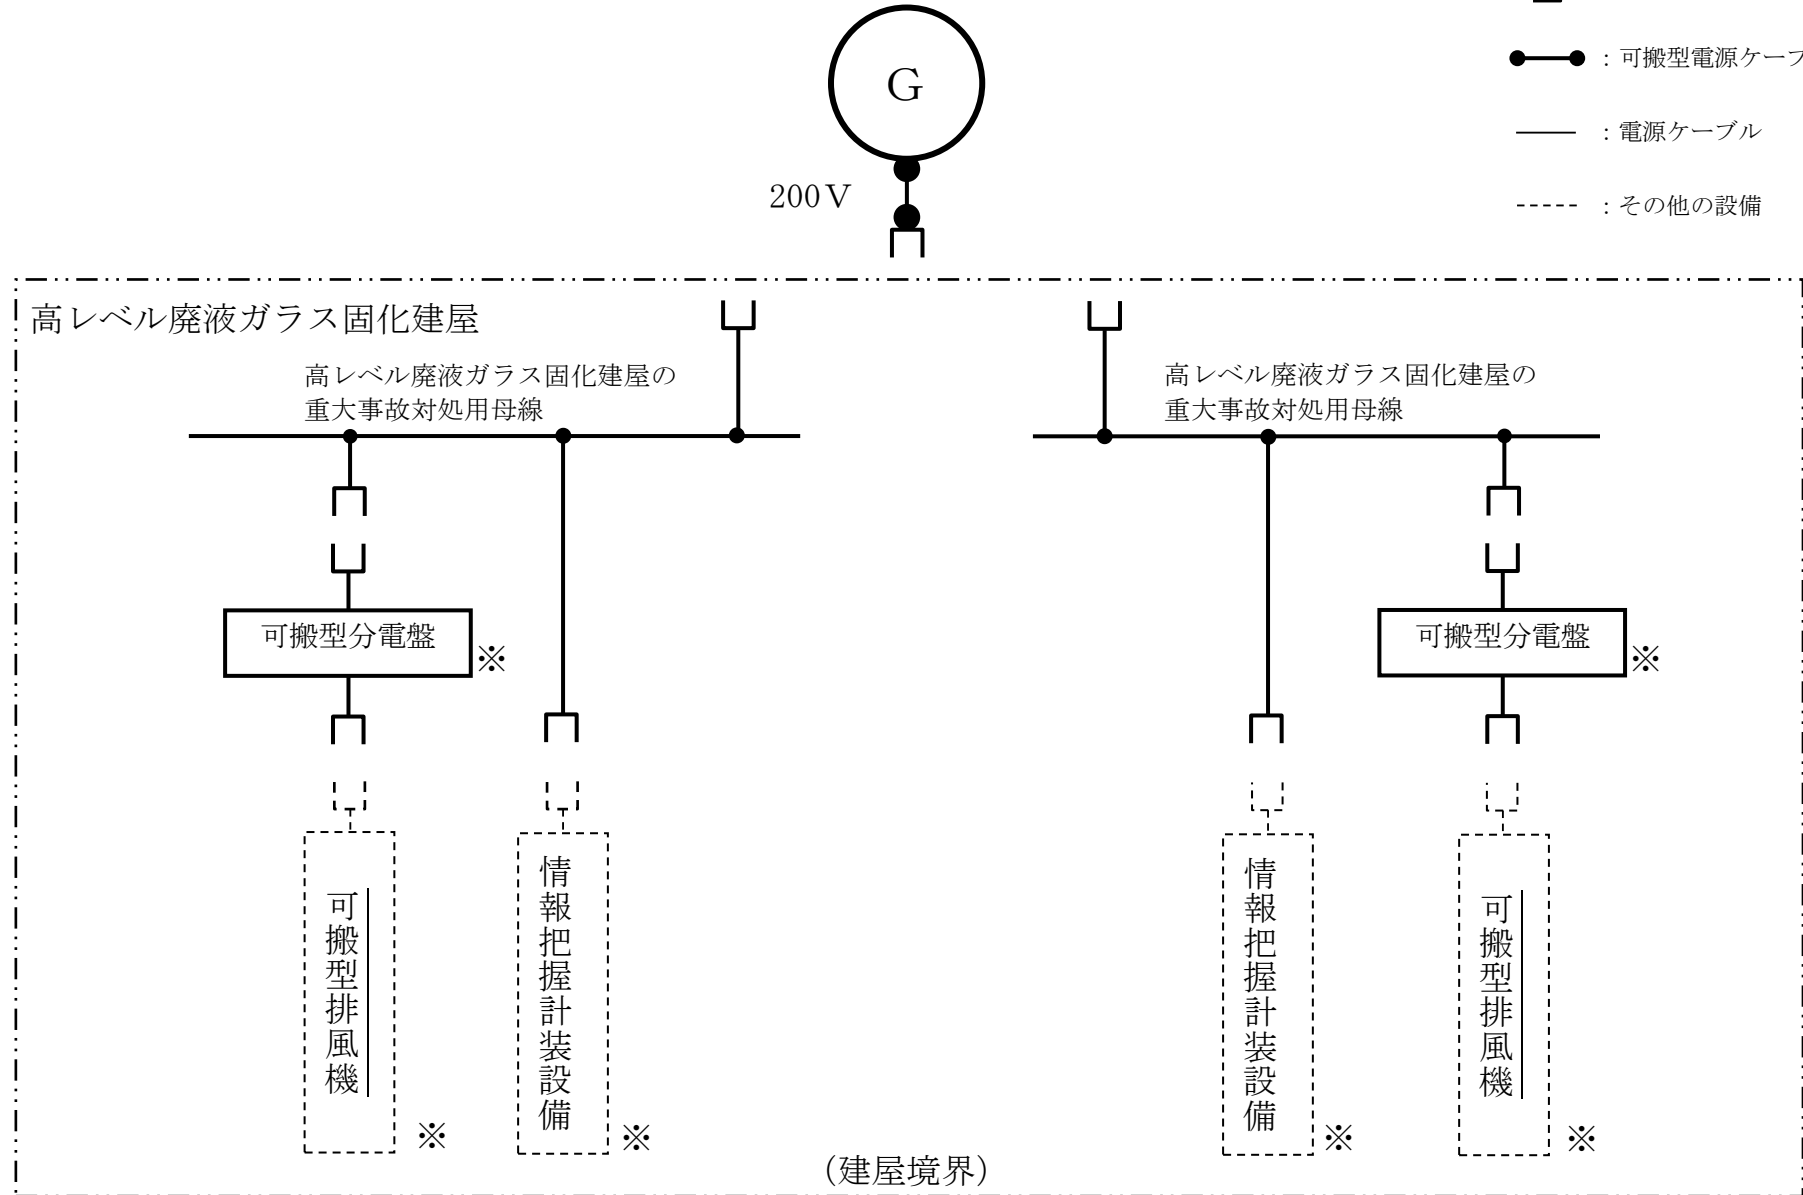 G
200V
：可搬型電源ケーブ
：電源ケーブル
：その他の設備
高レベル廃液ガラス固化建屋
高レベル廃液ガラス固化建屋の
重大事故対処用母線
高レベル廃液ガラス固化建屋の
重大事故対処用母線
可搬型分電盤
※
可搬型分電盤
※
可搬型排風機
※
情報把握計装設備
※
情報把握計装設備
※
可搬型排風機
※
（建屋境界）